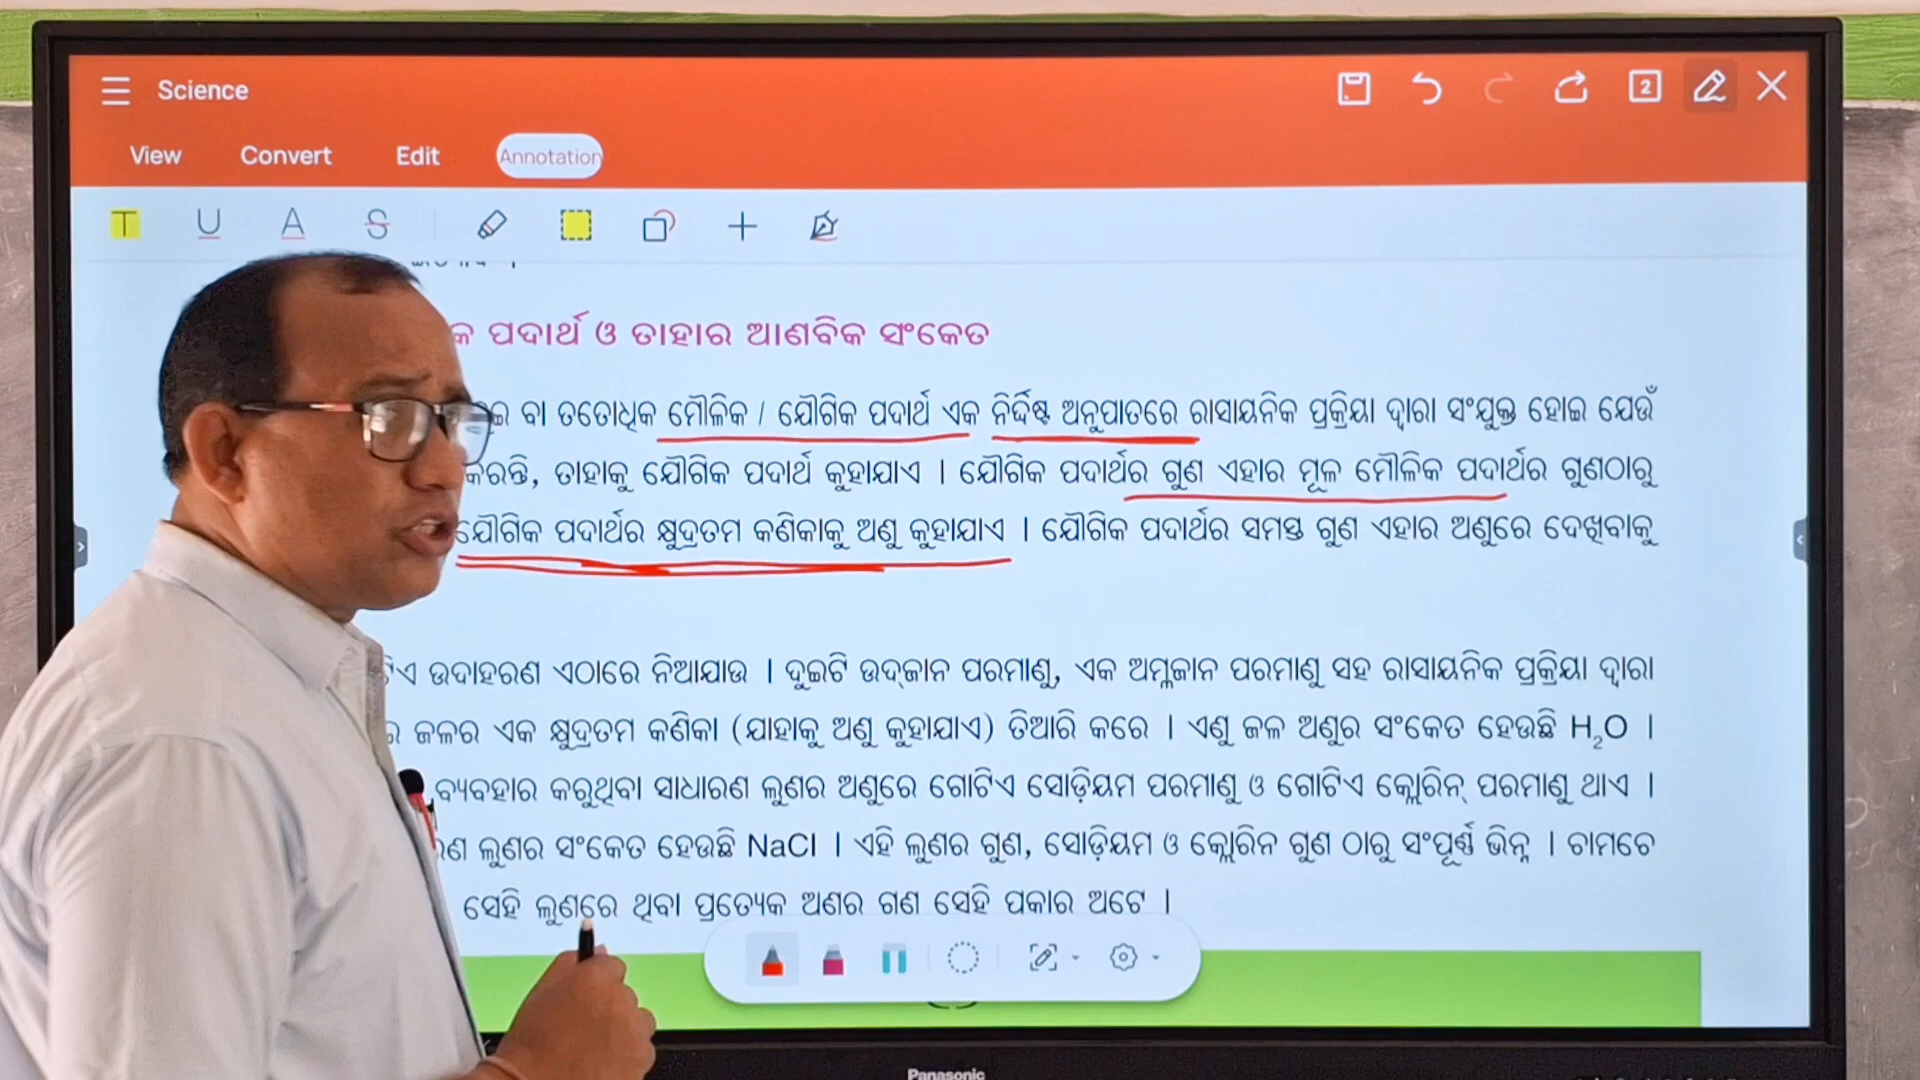 Science
2
View Convert Edit Annotation
T U A S
କ ପଦାର୍ଥ ଓ ତାହାର ଆଣବିକ ସଂକେତ
ବା ତତୋଧିକ ମୌଳିକ / ଯୌଗିକ ପଦାର୍ଥ ଏକ ନିର୍ଦ୍ଦିଷ୍ଟ ଅନୁପାତରେ ରାସାୟନିକ ପ୍ରକ୍ରିୟା ଦ୍ୱାରା ସଂଯୁକ୍ତ ହୋଇ ଯେଉଁ
କରନ୍ତି, ତାହାକୁ ଯୌଗିକ ପଦାର୍ଥ କୁହାଯାଏ । ଯୌଗିକ ପଦାର୍ଥର ଗୁଣ ଏହାର ମୂଳ ମୌଳିକ ପଦାର୍ଥର ଗୁଣଠାରୁ
ଯୌଗିକ ପଦାର୍ଥର କ୍ଷୁଦ୍ରତମ କଣିକାକୁ ଅଣୁ କୁହାଯାଏ । ଯୌଗିକ ପଦାର୍ଥର ସମସ୍ତ ଗୁଣ ଏହାର ଅଣୁରେ ଦେଖିବାକୁ
ଉଦାହରଣ ଏଠାରେ ନିଆଯାଉ । ଦୁଇଟି ଉଦ୍‌ଜାନ ପରମାଣୁ, ଏକ ଅମ୍ଳଜାନ ପରମାଣୁ ସହ ରାସାୟନିକ ପ୍ରକ୍ରିୟା ଦ୍ୱାରା
ଜଳର ଏକ କ୍ଷୁଦ୍ରତମ କଣିକା (ଯାହାକୁ ଅଣୁ କୁହାଯାଏ) ତିଆରି କରେ । ଏଣୁ ଜଳ ଅଣୁର ସଂକେତ ହେଉଛି H₂O ।
ବ୍ୟବହାର କରୁଥିବା ସାଧାରଣ ଲୁଣର ଅଣୁରେ ଗୋଟିଏ ସୋଡ଼ିୟମ ପରମାଣୁ ଓ ଗୋଟିଏ କ୍ଲୋରିନ୍ ପରମାଣୁ ଥାଏ ।
ଲୁଣର ସଂକେତ ହେଉଛି NaCl । ଏହି ଲୁଣର ଗୁଣ, ସୋଡ଼ିୟମ ଓ କ୍ଲୋରିନ ଗୁଣ ଠାରୁ ସଂପୂର୍ଣ୍ଣ ଭିନ୍ନ । ଚାମଚେ
ସେହି ଲୁଣରେ ଥିବା ପ୍ରତ୍ୟେକ ଅଣୁର ଗୁଣ ସେହି ପ୍ରକାର ଅଟେ ।
Panasonic